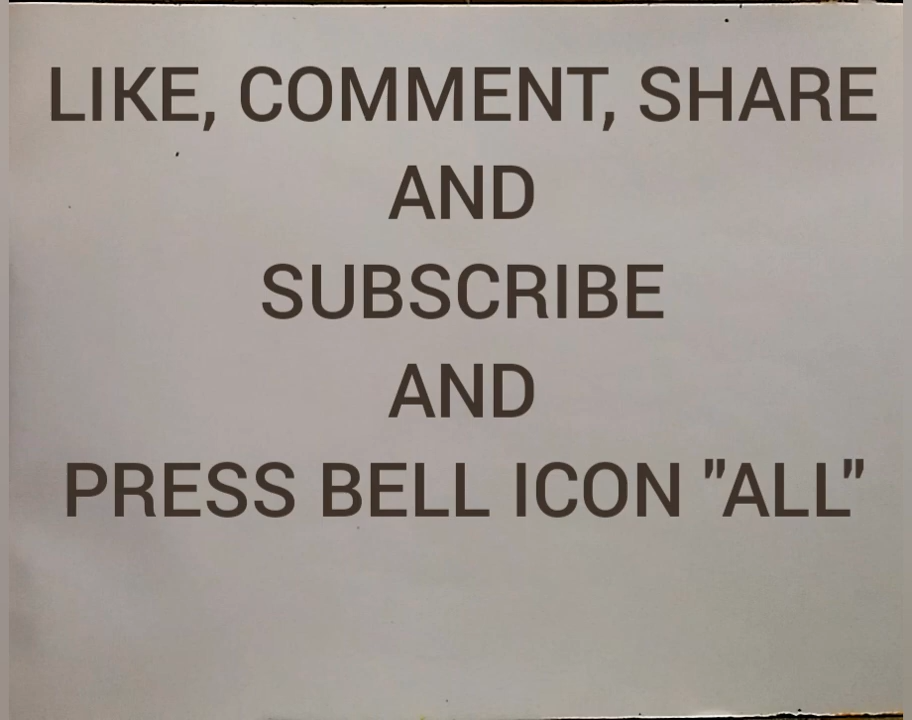 LIKE, COMMENT, SHARE
AND
SUBSCRIBE
AND
PRESS BELL ICON "ALL"